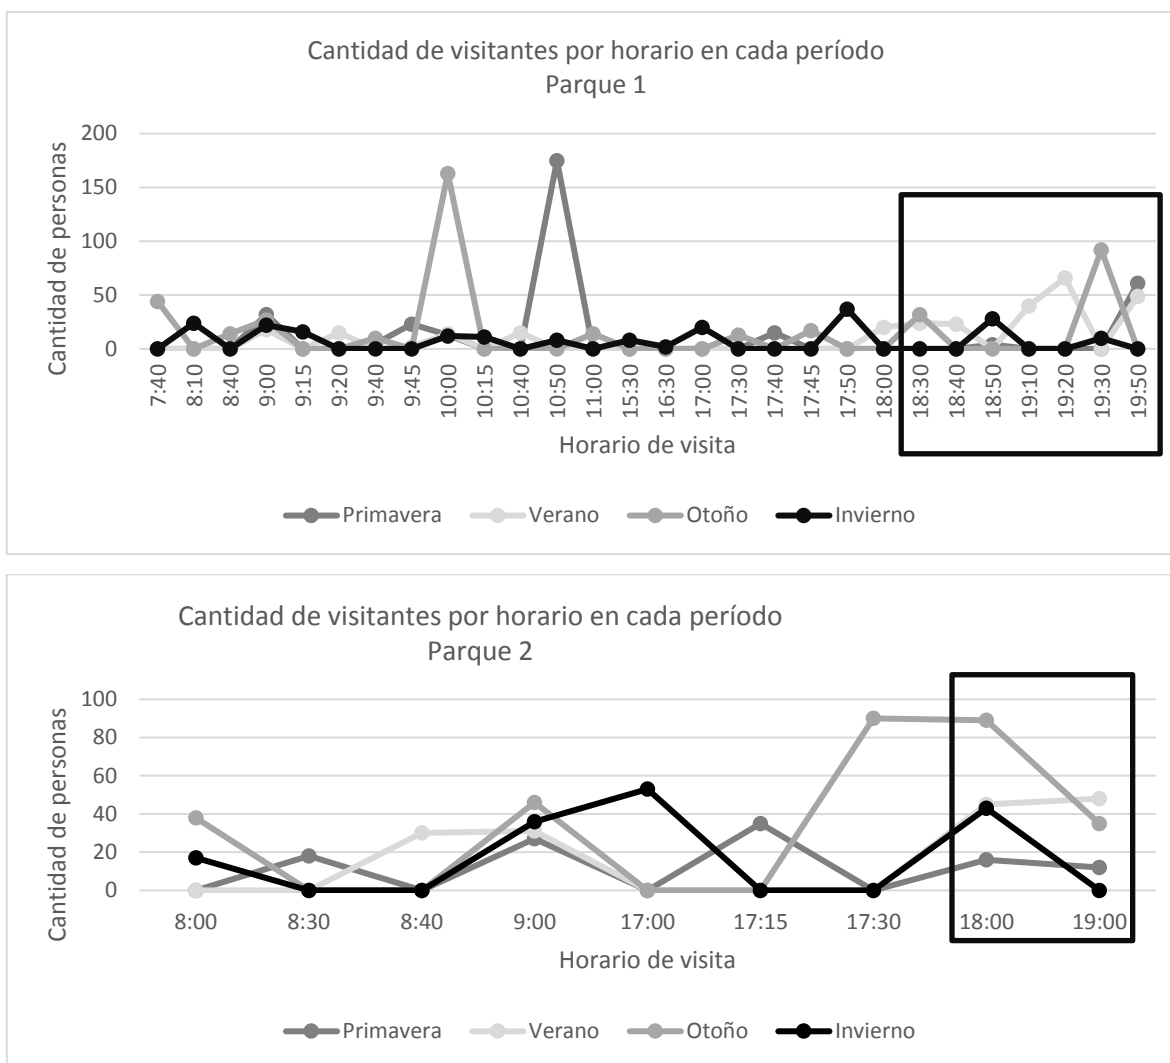 Cantidad de visitantes por horario en cada período
Parque 1
Cantidad de personas
200
150
100
50
0
7:40 8:10 8:40 9:00 9:15 9:20 9:40 9:45 10:00 10:15 10:40 10:50 11:00 15:30 16:30 17:00 17:30 17:40 17:45 17:50 18:00 18:30 18:40 18:50 19:10 19:20 19:30 19:50
Horario de visita
Primavera Verano Otoño Invierno
Cantidad de visitantes por horario en cada período
Parque 2
Cantidad de personas
100
80
60
40
20
0
8:00 8:30 8:40 9:00 17:00 17:15 17:30 18:00 19:00
Horario de visita
Primavera Verano Otoño Invierno